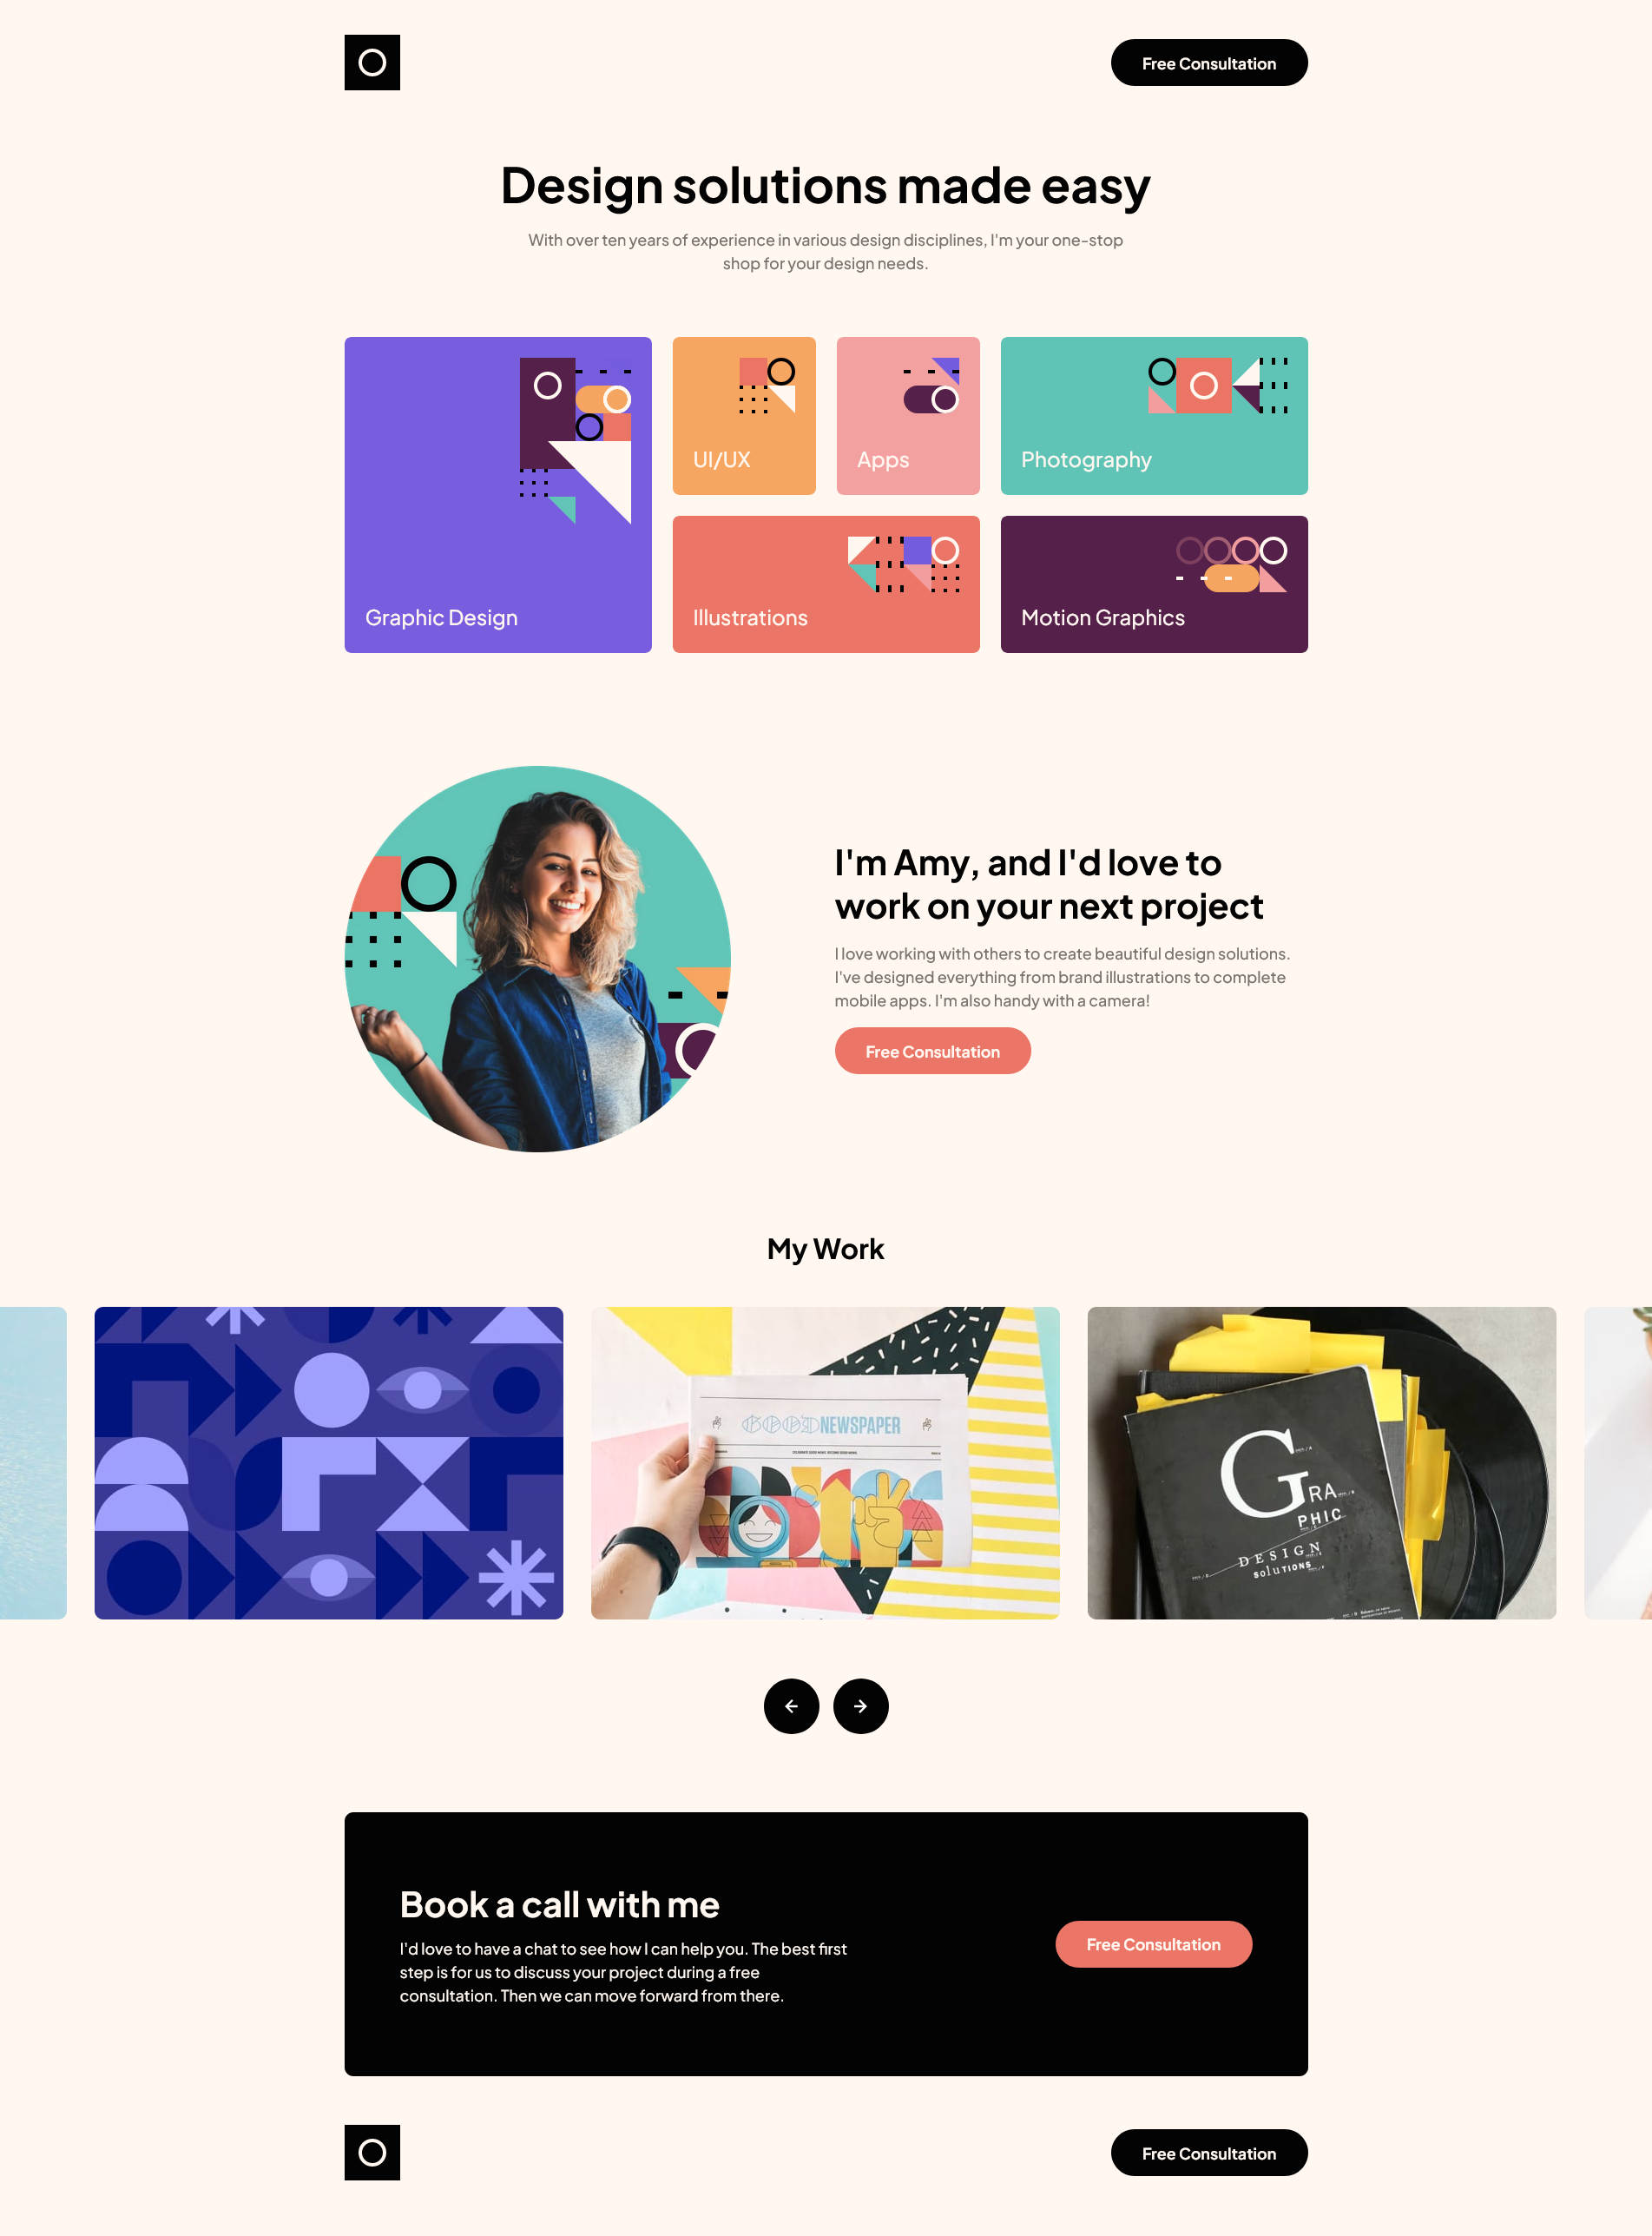 Free Consultation
Design solutions made easy
With over ten years of experience in various design disciplines, I'm your one-stop
shop for your design needs.
Graphic Design
UI/UX
Apps
Photography
Illustrations
Motion Graphics
I'm Amy, and I'd love to
work on your next project
I love working with others to create beautiful design solutions.
I've designed everything from brand illustrations to complete
mobile apps. I'm also handy with a camera!
Free Consultation
My Work
GOOD NEWSPAPER
GRA
PHIC
DESIGN
SOLUTIONS
Book a call with me
I'd love to have a chat to see how I can help you. The best first
step is for us to discuss your project during a free
consultation. Then we can move forward from there.
Free Consultation
Free Consultation